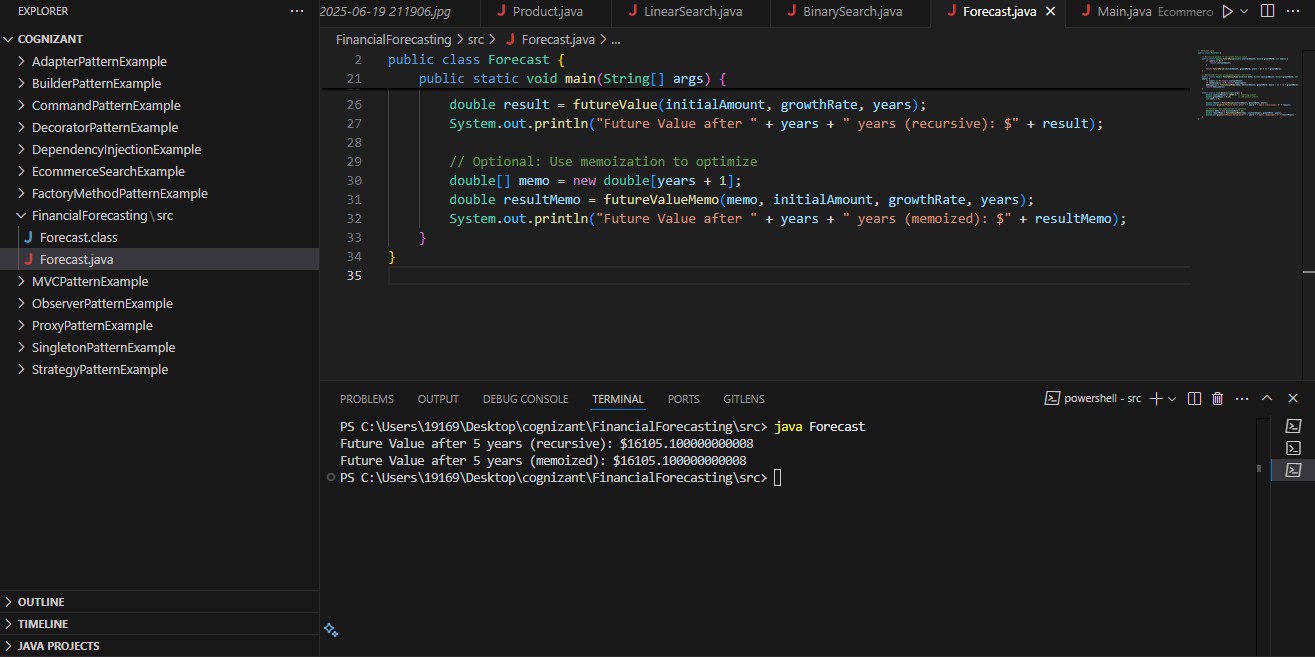 EXPLORER
COGNIZANT
AdapterPatternExample
BuilderPatternExample
CommandPatternExample
DecoratorPatternExample
DependencyInjectionExample
EcommerceSearchExample
FactoryMethodPatternExample
FinancialForecasting\src
Forecast.class
Forecast.java
MVCPatternExample
ObserverPatternExample
ProxyPatternExample
SingletonPatternExample
StrategyPatternExample
OUTLINE
TIMELINE
JAVA PROJECTS
2025-06-19 211906.jpg Product.java LinearSearch.java BinarySearch.java Forecast.java Main.java Ecommerc
FinancialForecasting > src > Forecast.java > ...
2 public class Forecast {
21 public static void main(String[] args) {
26 double result = futureValue(initialAmount, growthRate, years);
27 System.out.println("Future Value after " + years + " years (recursive): $" + result);
28
29 // Optional: Use memoization to optimize
30 double[] memo = new double[years + 1];
31 double resultMemo = futureValueMemo(memo, initialAmount, growthRate, years);
32 System.out.println("Future Value after " + years + " years (memoized): $" + resultMemo);
33 }
34 }
35
PROBLEMS OUTPUT DEBUG CONSOLE TERMINAL PORTS GITLENS powershell - src
PS C:\Users\19169\Desktop\cognizant\FinancialForecasting\src> java Forecast
Future Value after 5 years (recursive): $16105.100000000008
Future Value after 5 years (memoized): $16105.100000000008
PS C:\Users\19169\Desktop\cognizant\FinancialForecasting\src>